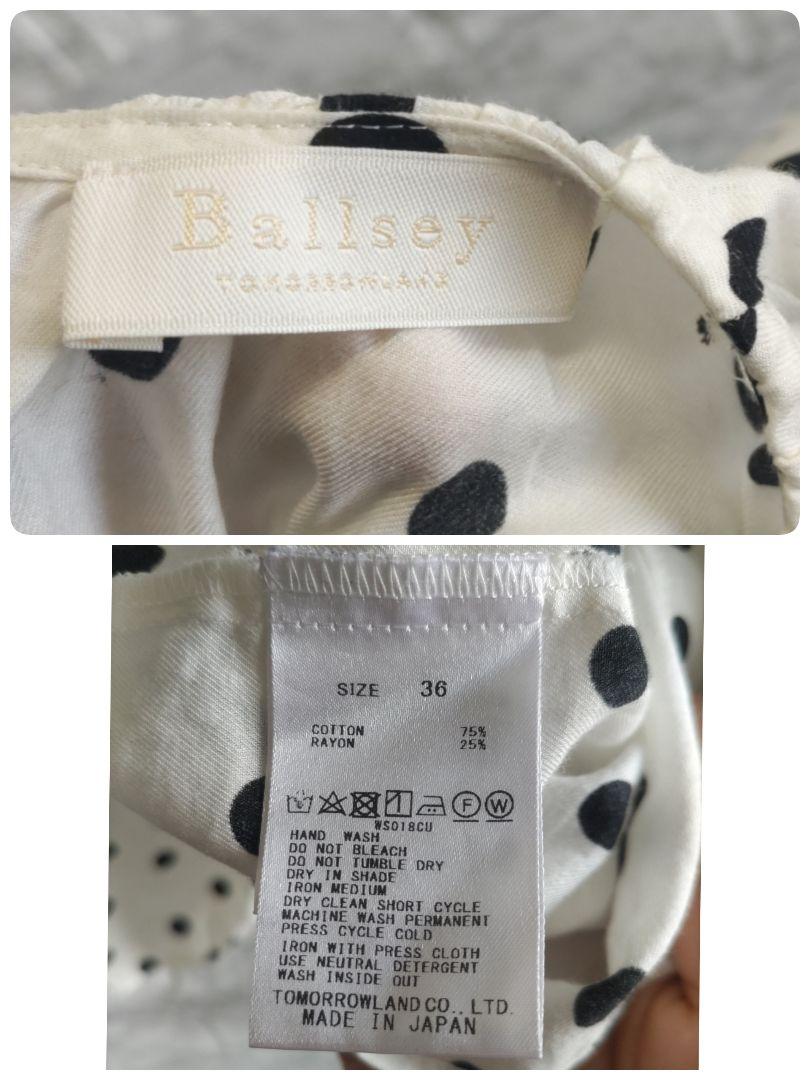 Ballsey
TOMORROWLAND
SIZE 36
COTTON 75%
RAYON 25%
F W
WS018CU
HAND WASH
DO NOT BLEACH
DO NOT TUMBLE DRY
DRY IN SHADE
IRON MEDIUM
DRY CLEAN SHORT CYCLE
MACHINE WASH PERMANENT
PRESS CYCLE COLD
IRON WITH PRESS CLOTH
USE NEUTRAL DETERGENT
WASH INSIDE OUT
TOMORROWLAND CO., LTD.
MADE IN JAPAN